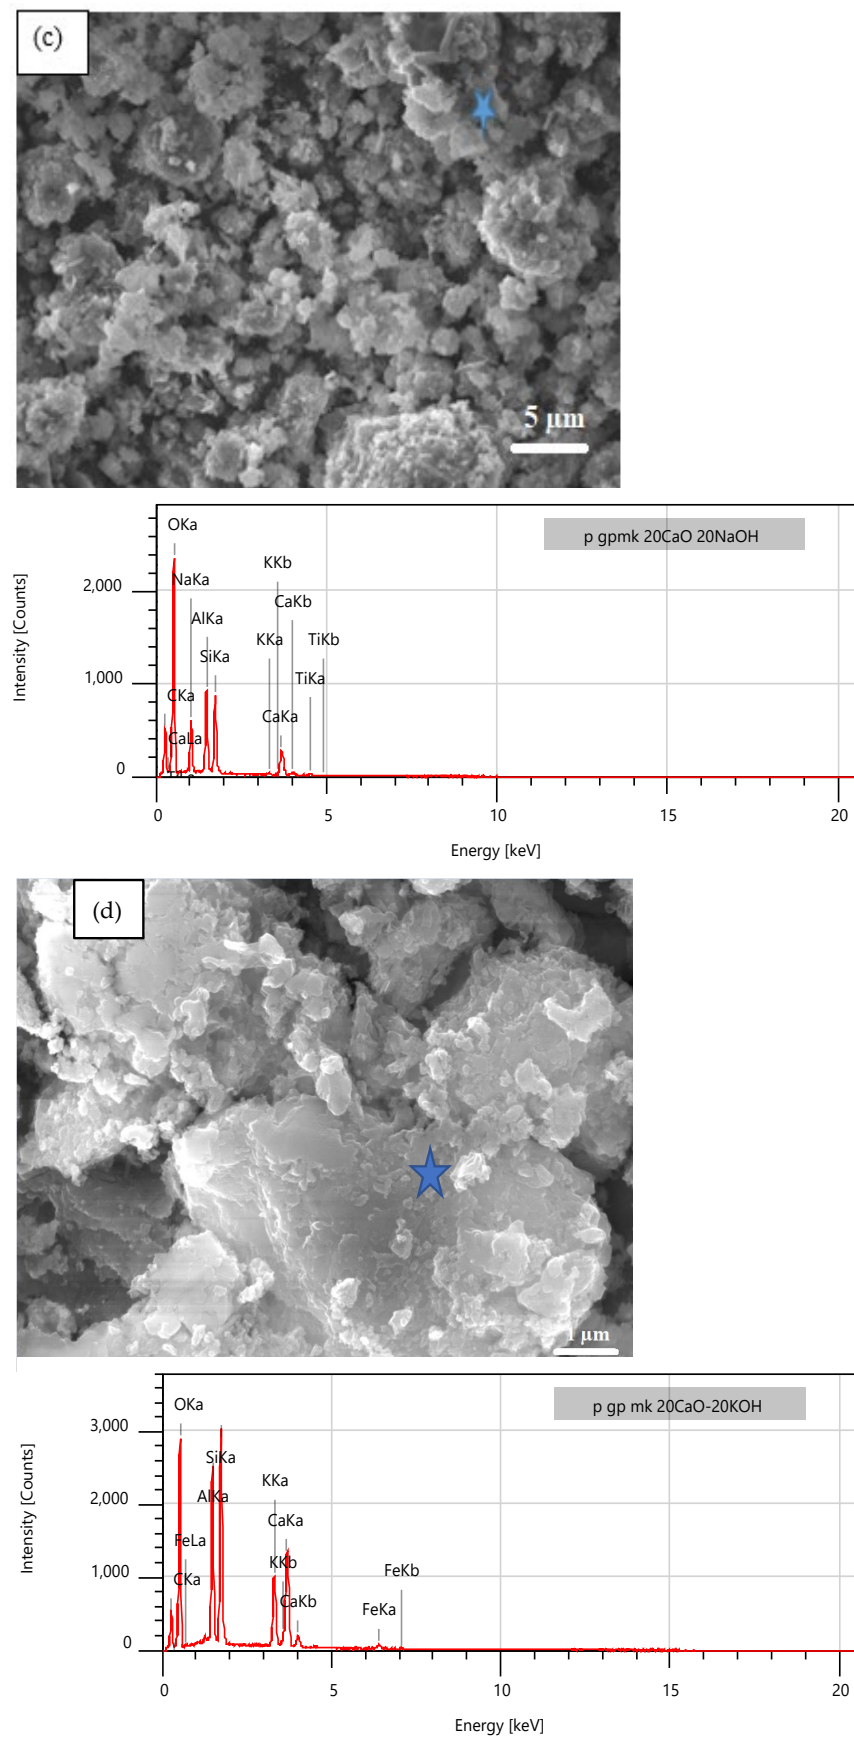 (c)
5 μm
p gpmk 20CaO 20NaOH
OKa
KKb
NaKa
CaKb
AlKa
KKa
TiKb
SiKa
TiKa
CKa
CaKa
CaLa
Intensity [Counts]
2,000
1,000
0
0 5 10 15 20
Energy [keV]
(d)
1 μm
p gp mk 20CaO-20KOH
OKa
SiKa
KKa
AlKa
CaKa
FeLa
KKb
FeKb
CKa
CaKb
FeKa
Intensity [Counts]
3,000
2,000
1,000
0
0 5 10 15 20
Energy [keV]